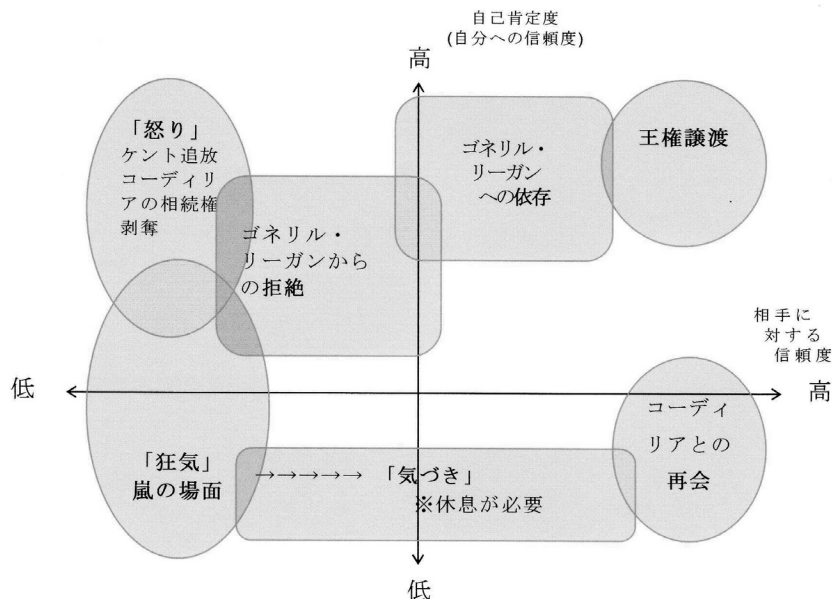 自己肯定度
(自分への信頼度)
高
「怒り」
ケント追放
コーディリ
アの相続権
剥奪
ゴネリル・
リーガン
への依存
王権譲渡
ゴネリル・
リーガンから
の拒絶
相手に
対する
信頼度
低
高
コーディ
リアとの
再会
「狂気」
嵐の場面
→→→→→ 「気づき」
※休息が必要
低